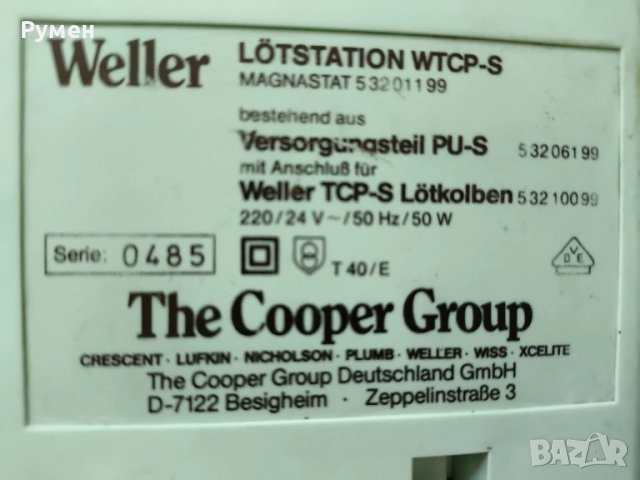 Румен
Weller
LÖTSTATION WTCP-S
MAGNASTAT 53201199
bestehend aus
Versorgungsteil PU-S 53206199
mit Anschluß für
Weller TCP-S Lötkolben 53210099
220/24 V ~/50 Hz/50 W
Serie: 0485
T 40/E
VDE
The Cooper Group
CRESCENT · LUFKIN · NICHOLSON · PLUMB · WELLER · WISS · XCELITE
The Cooper Group Deutschland GmbH
D-7122 Besigheim · Zeppelinstraße 3
BAZAR